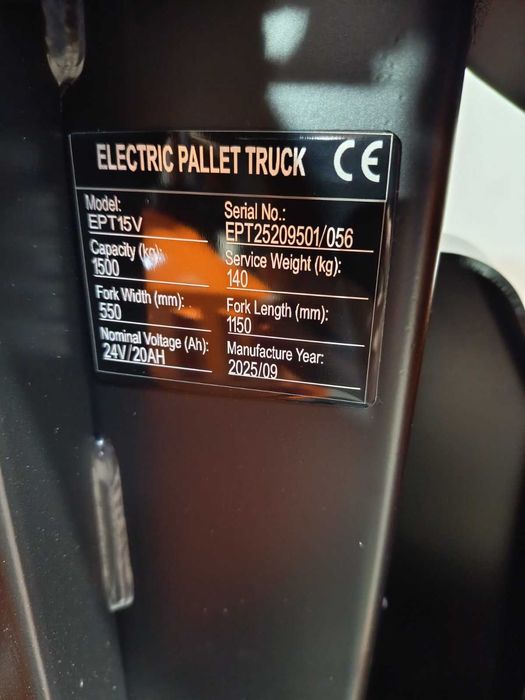 ELECTRIC PALLET TRUCK CE
Model: Serial No.:
EPT15V EPT25209501/056
Capacity (kg): Service Weight (kg):
1500 140
Fork Width (mm): Fork Length (mm):
550 1150
Nominal Voltage (Ah): Manufacture Year:
24V/20AH 2025/09